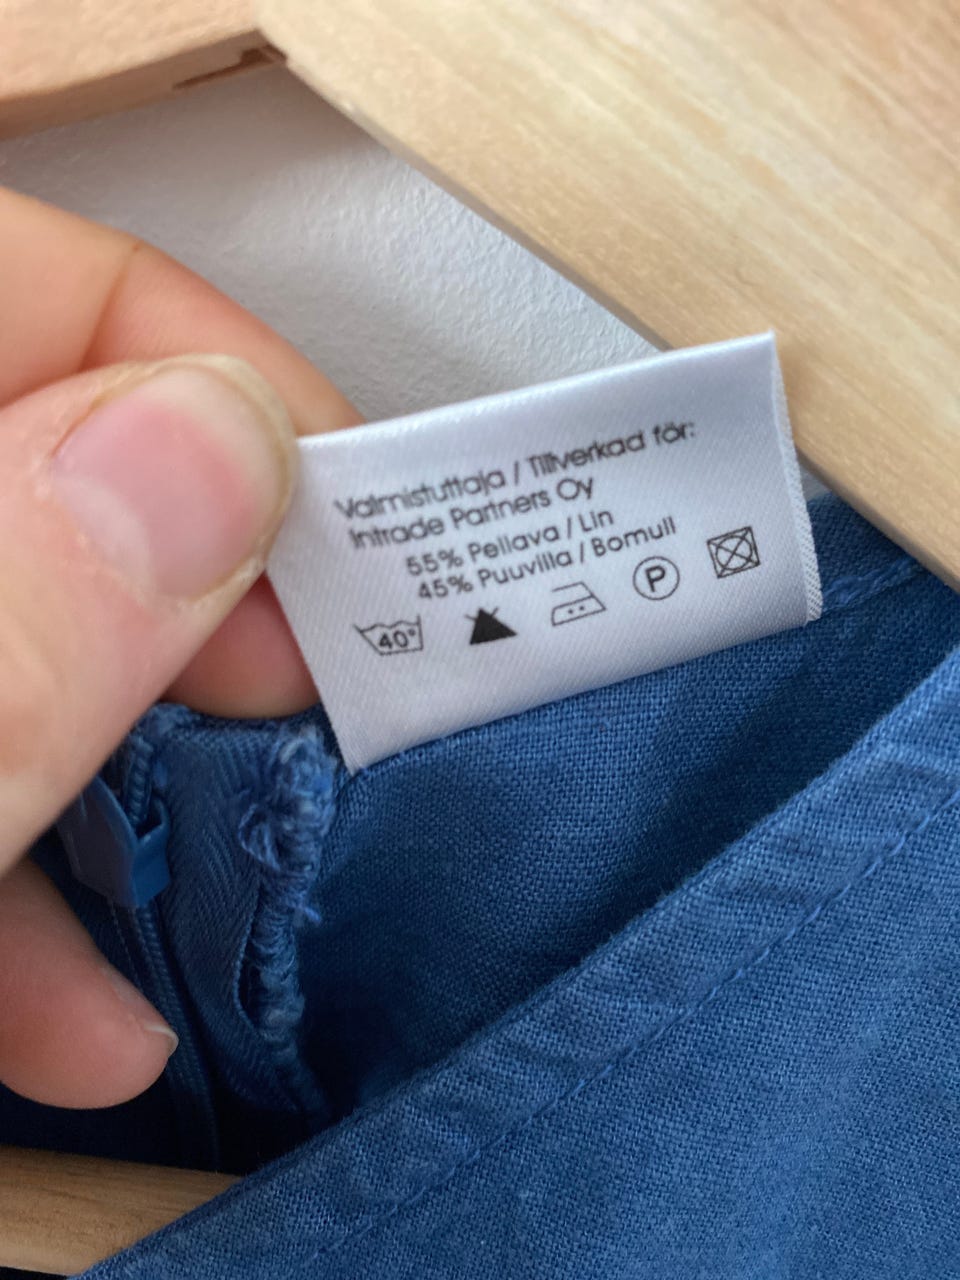 Valmistuttaja / Tillverkad för:
Intrade Partners Oy
55% Pellava / Lin
45% Puuvilla / Bomull
40° P